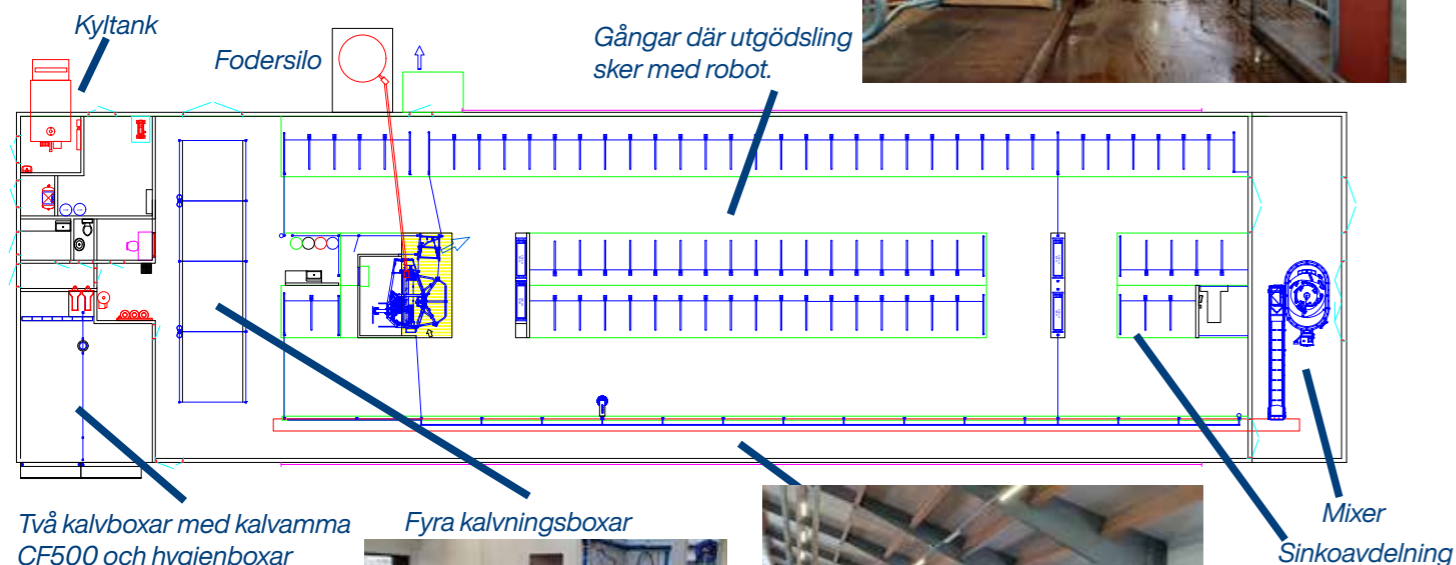 Kyltank
Fodersilo
Gångar där utgödsling
sker med robot.
Två kalvboxar med kalvamma
CF500 och hygienboxar
Fyra kalvningsboxar
Mixer
Sinkoavdelning